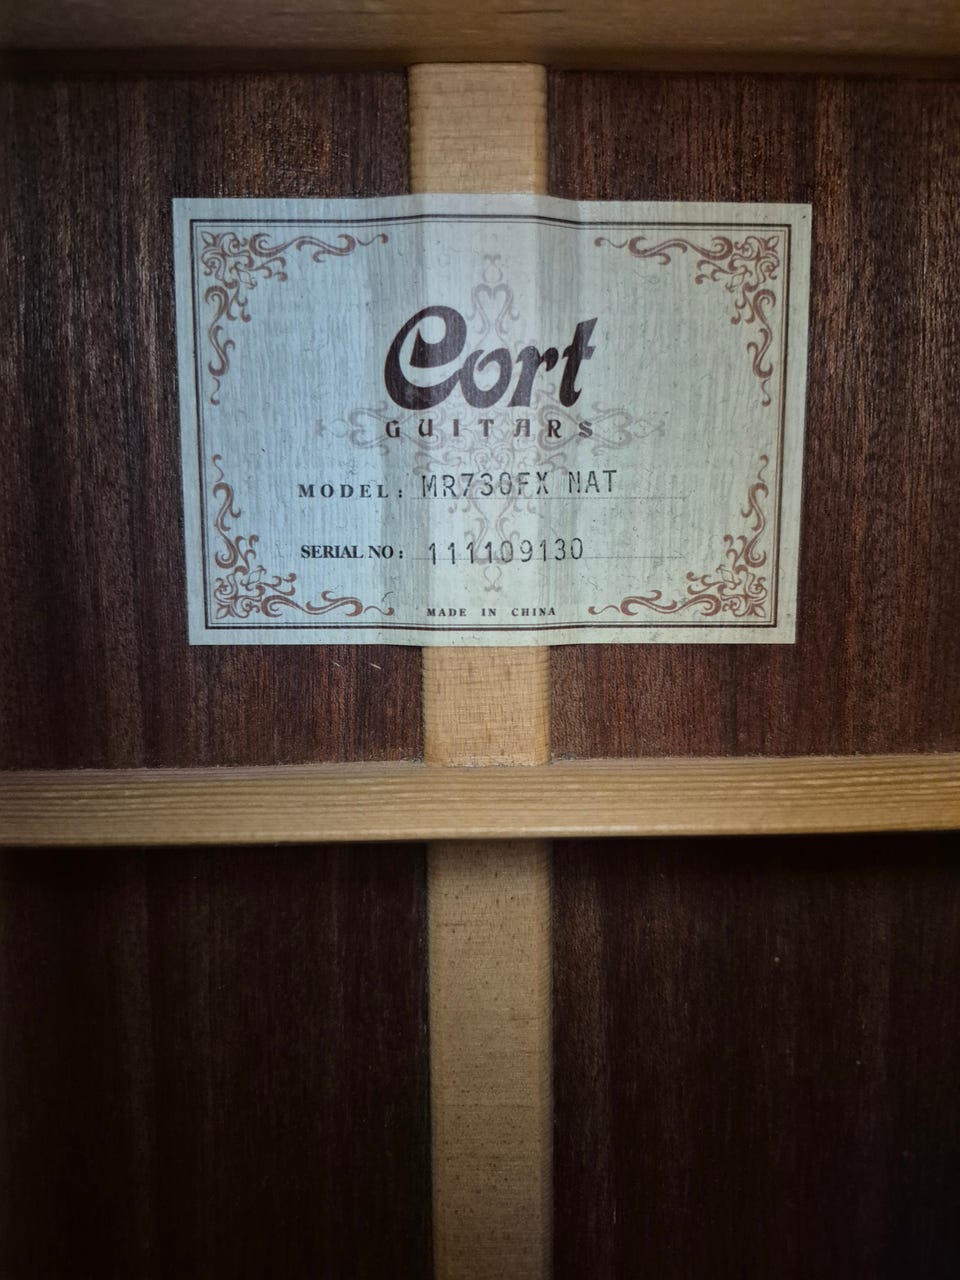 Cort
GUITARS
MODEL: MR730FX NAT
SERIAL NO: 111109130
MADE IN CHINA